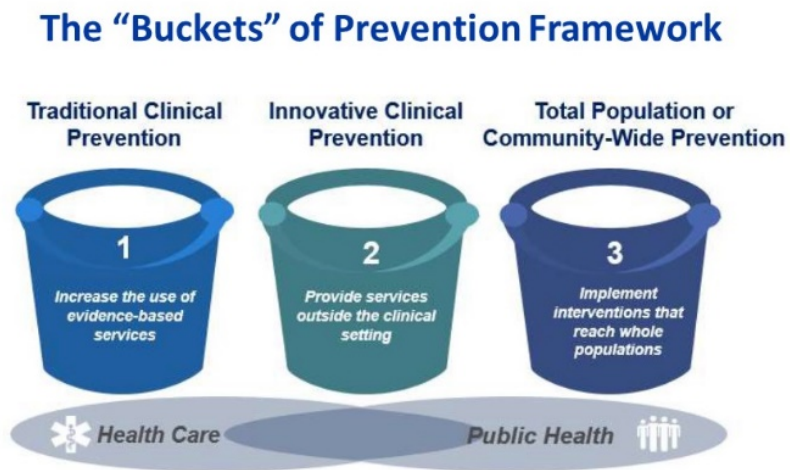 The “Buckets” of Prevention Framework
Traditional Clinical
Prevention
Innovative Clinical
Prevention
Total Population or
Community-Wide Prevention
1
Increase the use of
evidence-based
services
2
Provide services
outside the clinical
setting
3
Implement
interventions that
reach whole
populations
Health Care
Public Health